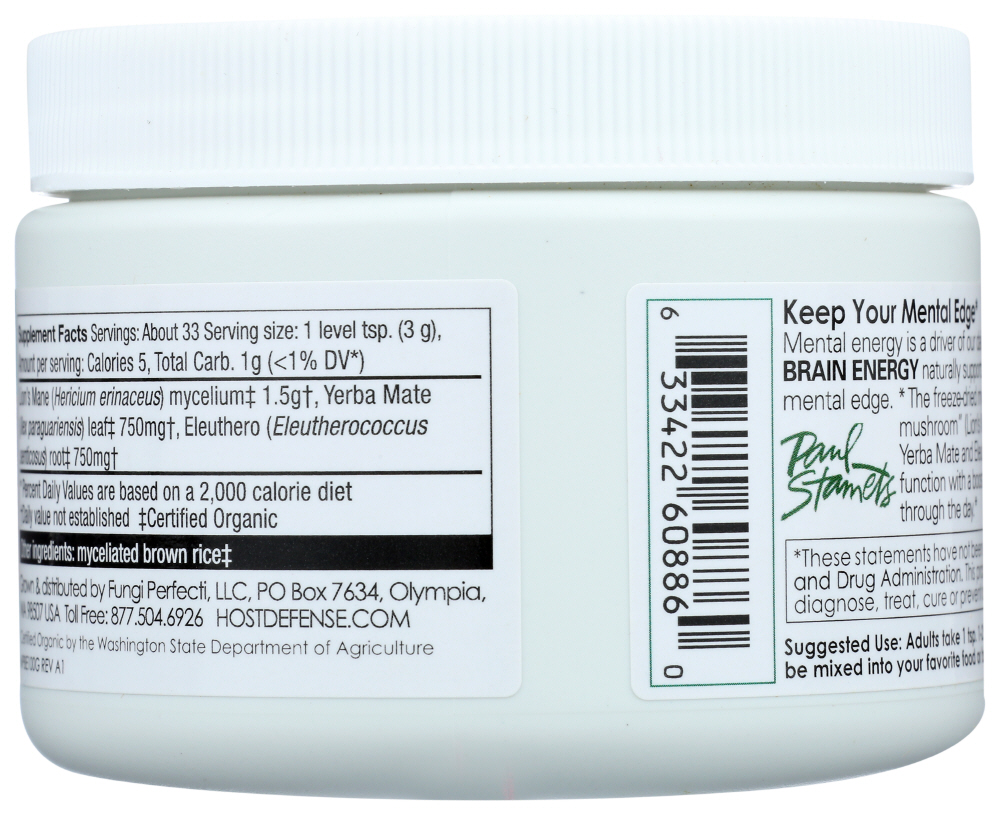 Supplement Facts Servings: About 33 Serving size: 1 level tsp. (3 g),
Amount per serving: Calories 5, Total Carb. 1g (<1% DV*)
Lion's Mane (Hericium erinaceus) mycelium‡ 1.5g†, Yerba Mate
paraguariensis) leaf‡ 750mg†, Eleuthero (Eleutherococcus
senticosus) root‡ 750mg†
*Percent Daily Values are based on a 2,000 calorie diet
†Daily value not established ‡Certified Organic
Other ingredients: myceliated brown rice‡
Grown & distributed by Fungi Perfecti, LLC, PO Box 7634, Olympia,
WA 98507 USA Toll Free: 877.504.6926 HOSTDEFENSE.COM
Certified Organic by the Washington State Department of Agriculture
REV A1
6 33422 60886 0
Keep Your Mental Edge*
Mental energy is a driver of our
BRAIN ENERGY naturally
mental edge. * The freeze-dried
mushroom"
Yerba Mate and
function with a
through the day.*
Paul
Stamets
*These statements have not
and Drug Administration. This
diagnose, treat, cure or
Suggested Use: Adults take 1 tsp.
be mixed into your favorite food